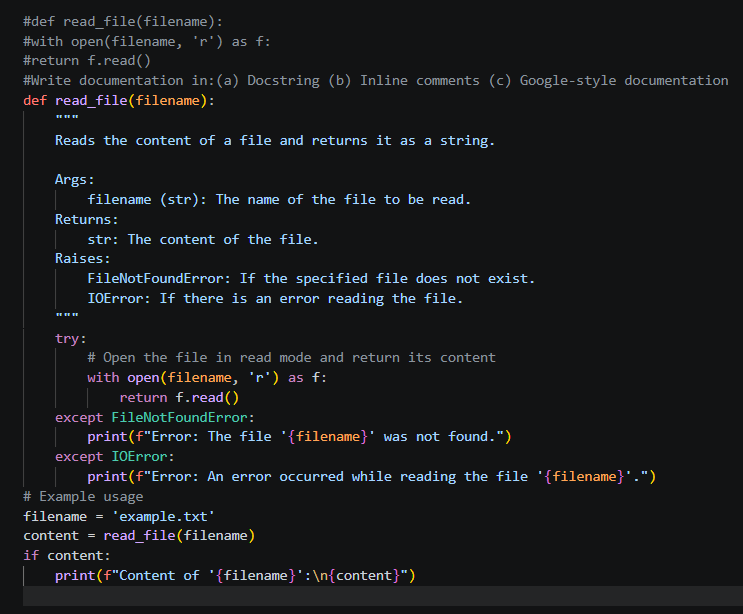 #def read_file(filename):
#with open(filename, 'r') as f:
#return f.read()
#Write documentation in:(a) Docstring (b) Inline comments (c) Google-style documentation
def read_file(filename):
    """
    Reads the content of a file and returns it as a string.

    Args:
        filename (str): The name of the file to be read.
    Returns:
        str: The content of the file.
    Raises:
        FileNotFoundError: If the specified file does not exist.
        IOError: If there is an error reading the file.
    """
    try:
        # Open the file in read mode and return its content
        with open(filename, 'r') as f:
            return f.read()
    except FileNotFoundError:
        print(f"Error: The file '{filename}' was not found.")
    except IOError:
        print(f"Error: An error occurred while reading the file '{filename}'.")
# Example usage
filename = 'example.txt'
content = read_file(filename)
if content:
    print(f"Content of '{filename}':\n{content}")